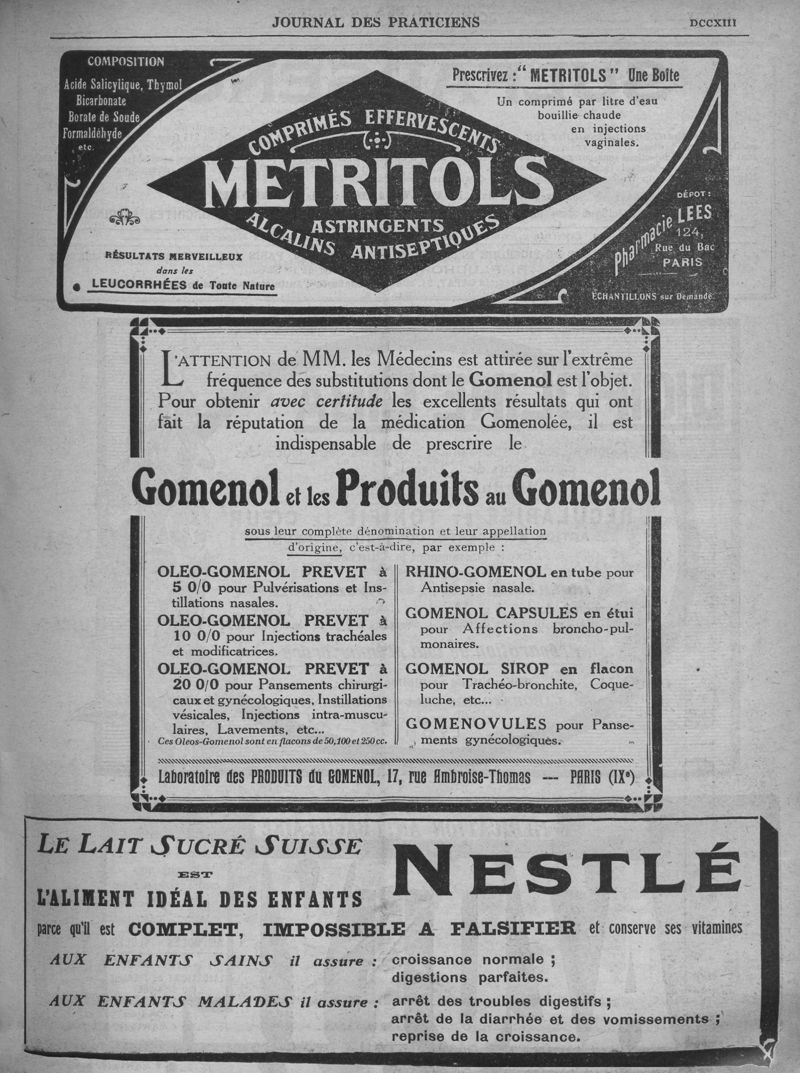 JOURNAL DES PRATICIENS
DCCXIII
COMPOSITION
Acide Salicylique, Thymol
Bicarbonate
Borate de Soude
Formaldéhyde
etc.
Prescrivez : "METRITOLS" Une Boîte
Un comprimé par litre d'eau
bouillie chaude
en injections
vaginales.
COMPRIMÉS EFFERVESCENTS
METRITOLS
ASTRINGENTS
ALCALINS ANTISEPTIQUES
RÉSULTATS MERVEILLEUX
dans les
LEUCORRHÉES de Toute Nature
DÉPOT :
Pharmacie LEES
124,
Rue du Bac
PARIS
ÉCHANTILLONS sur Demande.
L'ATTENTION de MM. les Médecins est attirée sur l'extrême
fréquence des substitutions dont le Gomenol est l'objet.
Pour obtenir avec certitude les excellents résultats qui ont
fait la réputation de la médication Gomenolée, il est
indispensable de prescrire le
Gomenol et les Produits au Gomenol
sous leur complète dénomination et leur appellation
d'origine, c'est-à-dire, par exemple :
OLEO-GOMENOL PREVET à
5 0/0 pour Pulvérisations et Ins-
tillations nasales.
OLEO-GOMENOL PREVET à
10 0/0 pour Injections trachéales
et modificatrices.
OLEO-GOMENOL PREVET à
20 0/0 pour Pansements chirurgi-
caux et gynécologiques, Instillations
vésicales, Injections intra-muscu-
laires, Lavements, etc...
Ces Oleos-Gomenol sont en flacons de 50, 100 et 250 cc.
RHINO-GOMENOL en tube pour
Antisepsie nasale.
GOMENOL CAPSULES en étui
pour Affections broncho-pul-
monaires.
GOMENOL SIROP en flacon
pour Trachéo-bronchite, Coque-
luche, etc...
GOMENOVULES pour Panse-
ments gynécologiques.
Laboratoire des PRODUITS du GOMENOL, 17, rue Ambroise-Thomas — PARIS (IXe)
LE LAIT SUCRÉ SUISSE
NESTLÉ
EST
L'ALIMENT IDÉAL DES ENFANTS
parce qu'il est COMPLET, IMPOSSIBLE A FALSIFIER et conserve ses vitamines
AUX ENFANTS SAINS il assure : croissance normale ;
digestions parfaites.
AUX ENFANTS MALADES il assure : arrêt des troubles digestifs ;
arrêt de la diarrhée et des vomissements ;
reprise de la croissance.